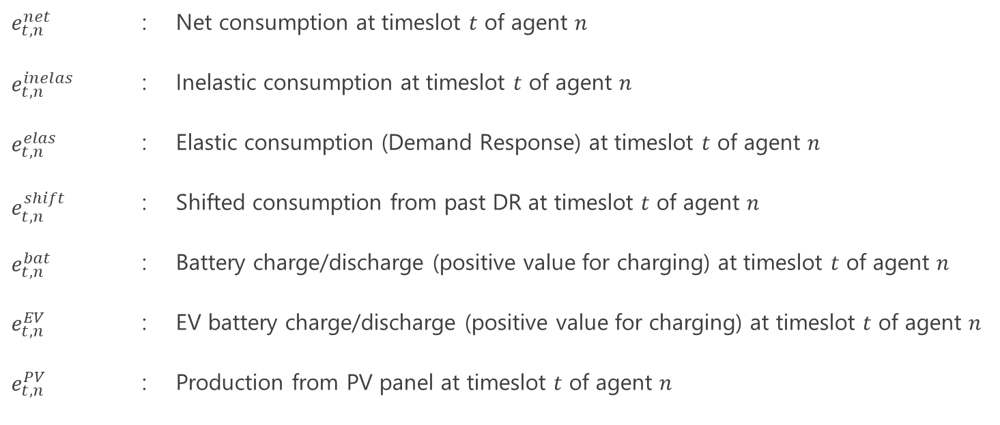 e_{t,n}^{net} : Net consumption at timeslot t of agent n
e_{t,n}^{inelas} : Inelastic consumption at timeslot t of agent n
e_{t,n}^{elas} : Elastic consumption (Demand Response) at timeslot t of agent n
e_{t,n}^{shift} : Shifted consumption from past DR at timeslot t of agent n
e_{t,n}^{bat} : Battery charge/discharge (positive value for charging) at timeslot t of agent n
e_{t,n}^{EV} : EV battery charge/discharge (positive value for charging) at timeslot t of agent n
e_{t,n}^{PV} : Production from PV panel at timeslot t of agent n